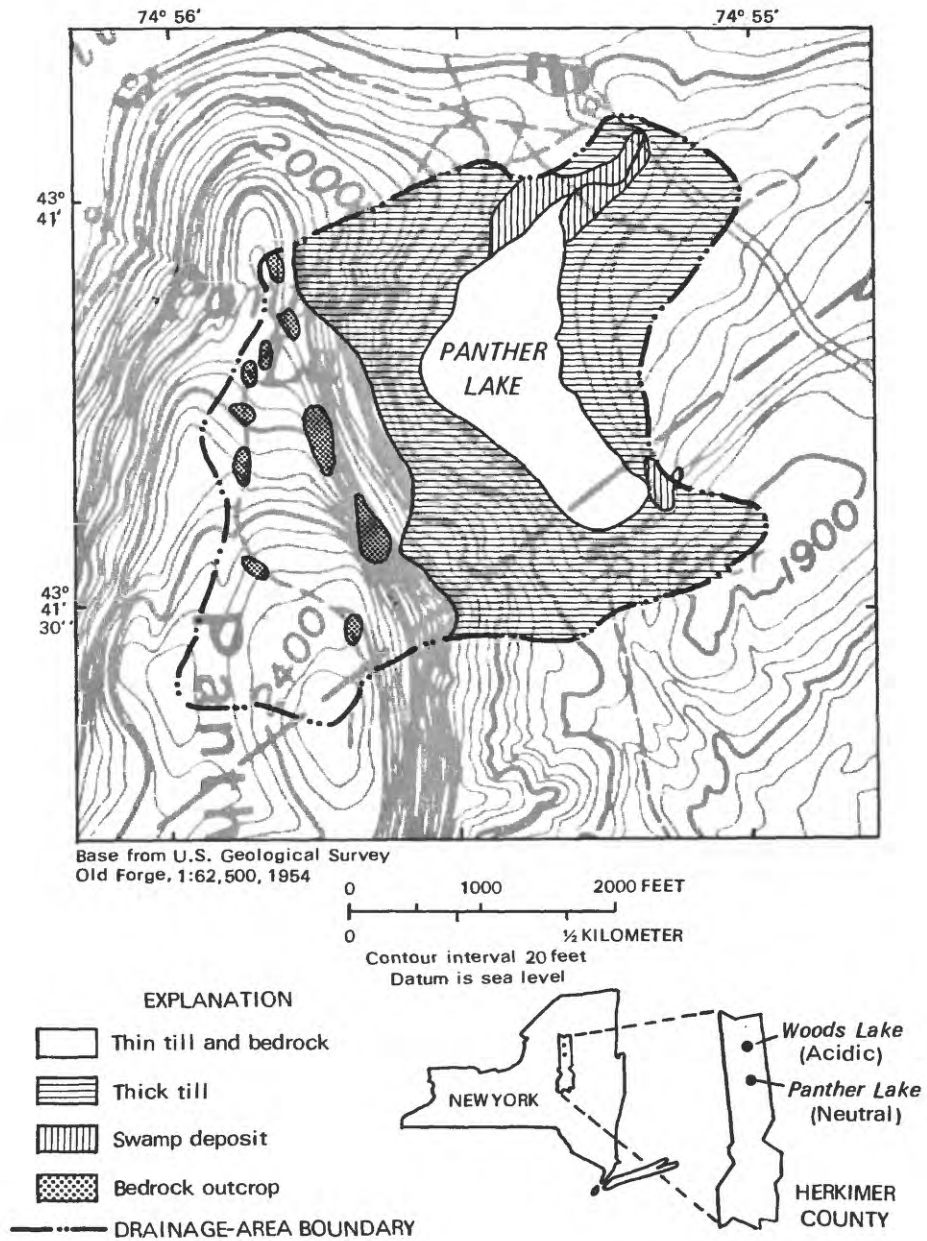 74° 56'
74° 55'
2000
43°
41'
PANTHER
LAKE
1900
43°
41'
30"
2400
Panth
Base from U.S. Geological Survey
Old Forge, 1:62,500, 1954
0 1000 2000 FEET
0 ½ KILOMETER
Contour interval 20 feet
Datum is sea level
EXPLANATION
Thin till and bedrock
Thick till
Swamp deposit
Bedrock outcrop
DRAINAGE-AREA BOUNDARY
NEW YORK
Woods Lake
(Acidic)
Panther Lake
(Neutral)
HERKIMER
COUNTY